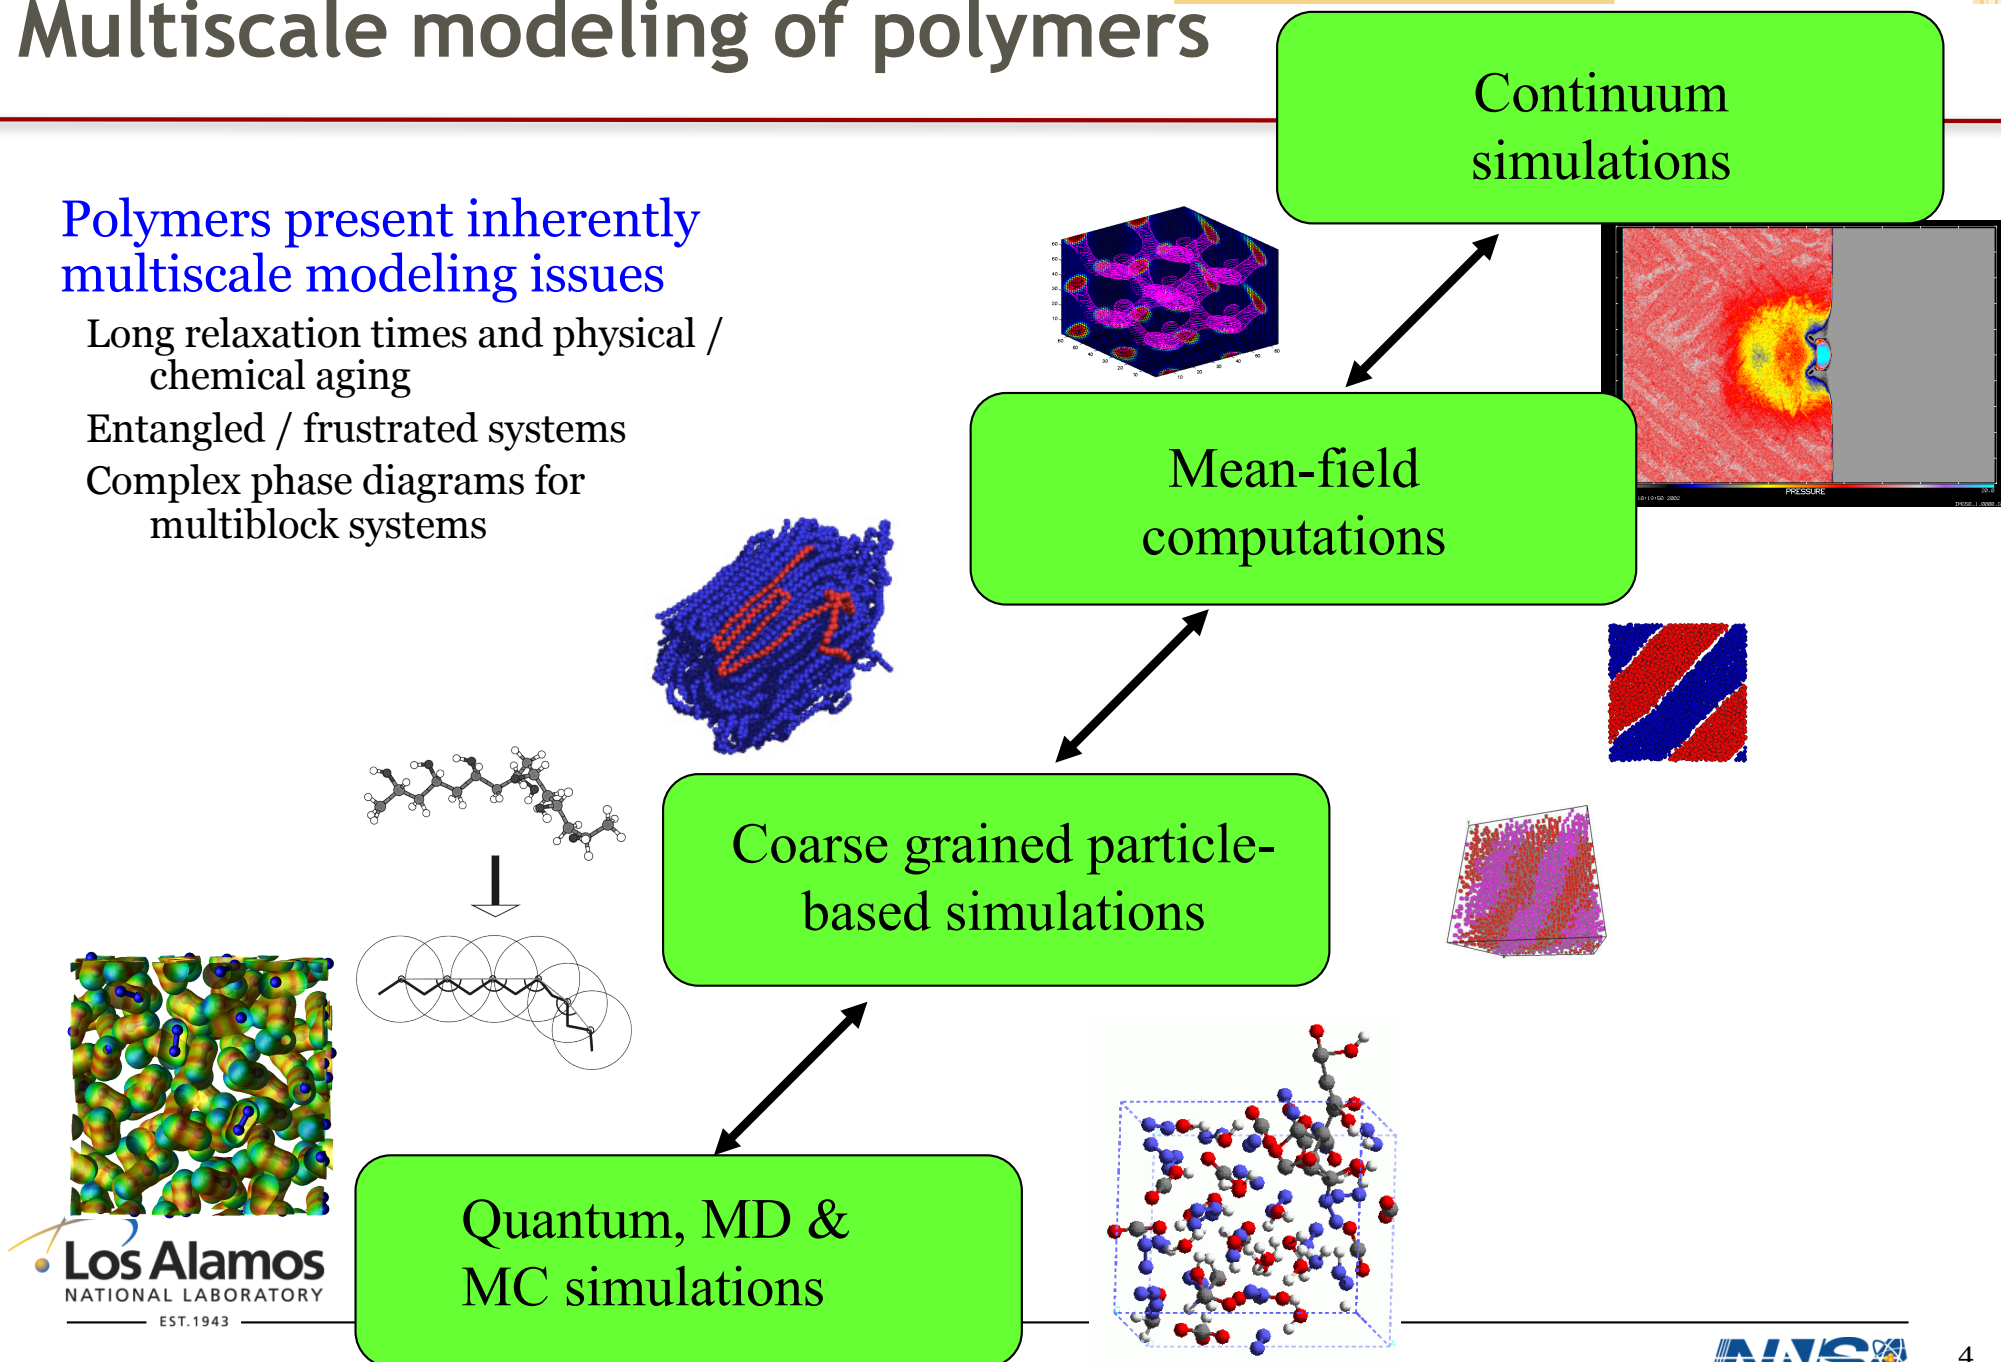 Multiscale modeling of polymers
Continuum
simulations
Polymers present inherently
multiscale modeling issues
Long relaxation times and physical /
chemical aging
Entangled / frustrated systems
Complex phase diagrams for
multiblock systems
PRESSURE
20.0
Mean-field
computations
Coarse grained particle-
based simulations
Quantum, MD &
MC simulations
Los Alamos
NATIONAL LABORATORY
EST.1943
4